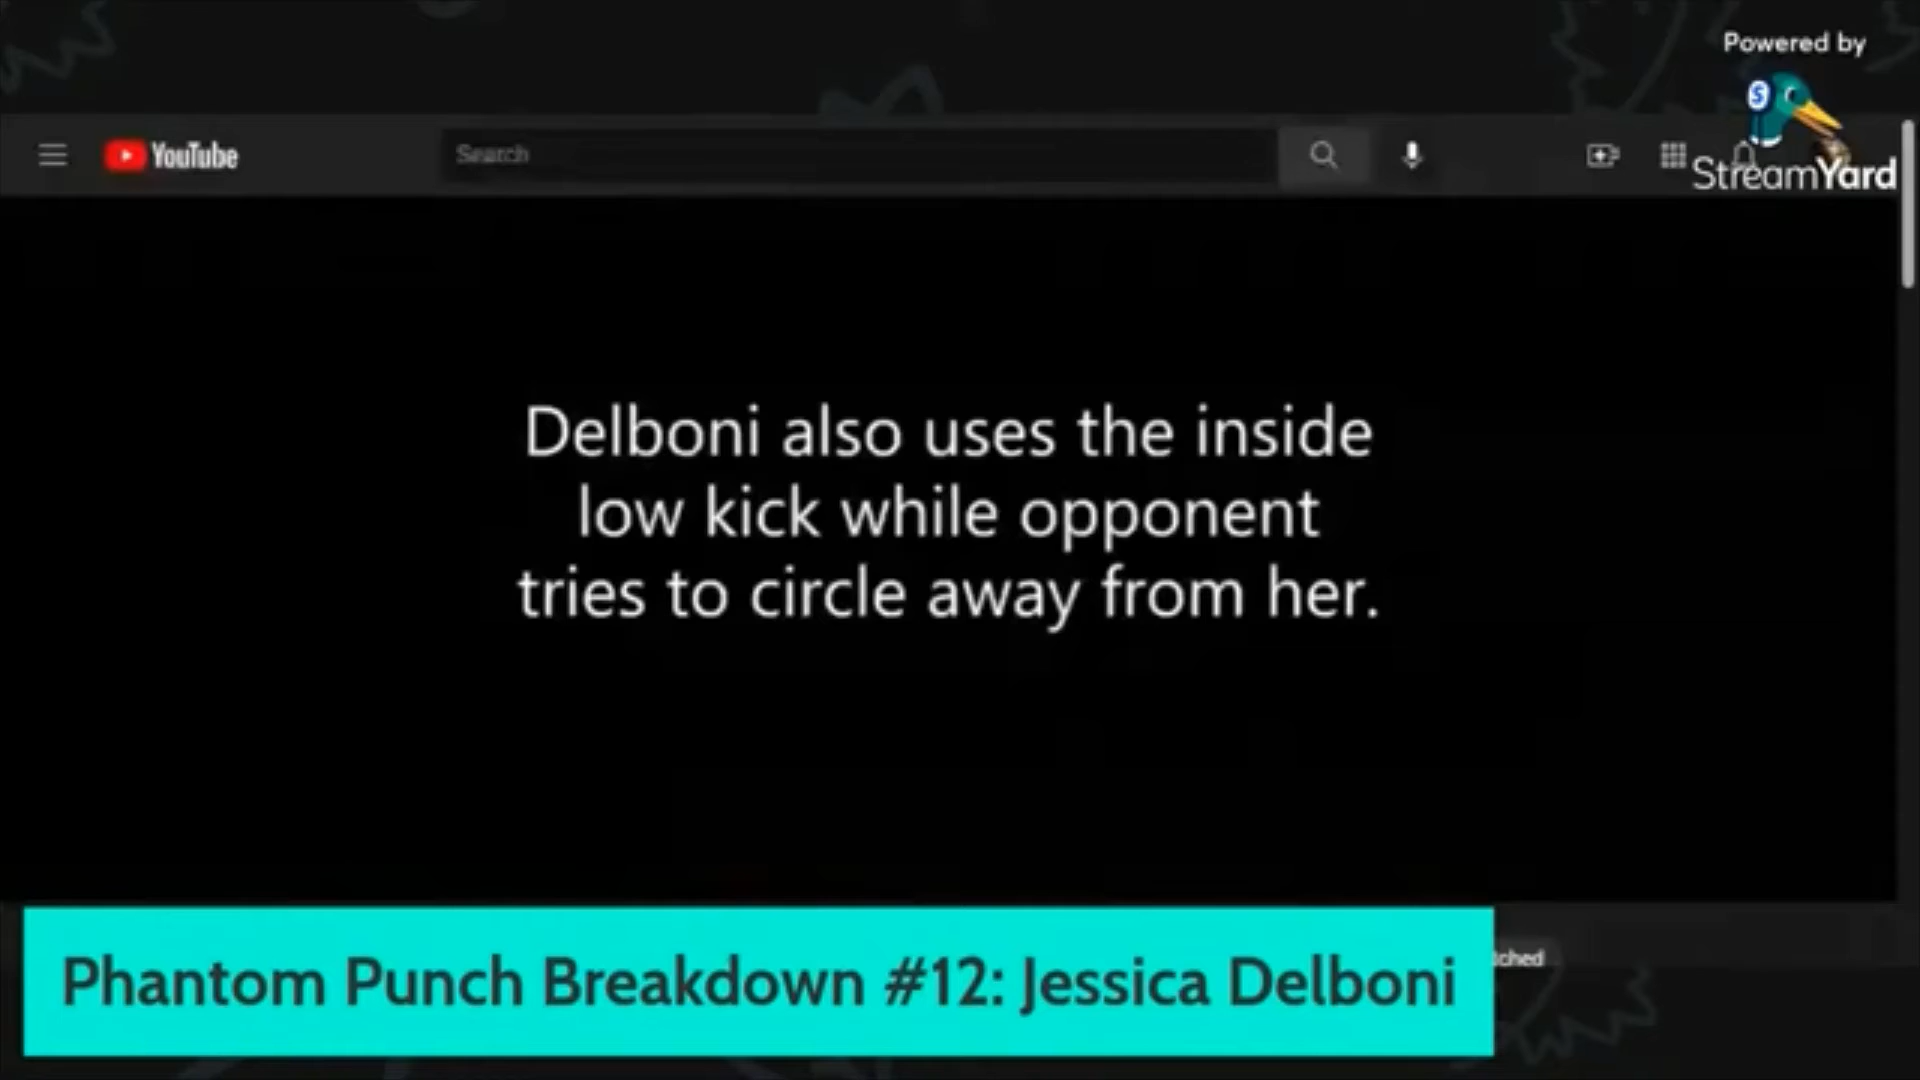 Powered by
StreamYard
YouTube
Search
Delboni also uses the inside
low kick while opponent
tries to circle away from her.
Phantom Punch Breakdown #12: Jessica Delboni